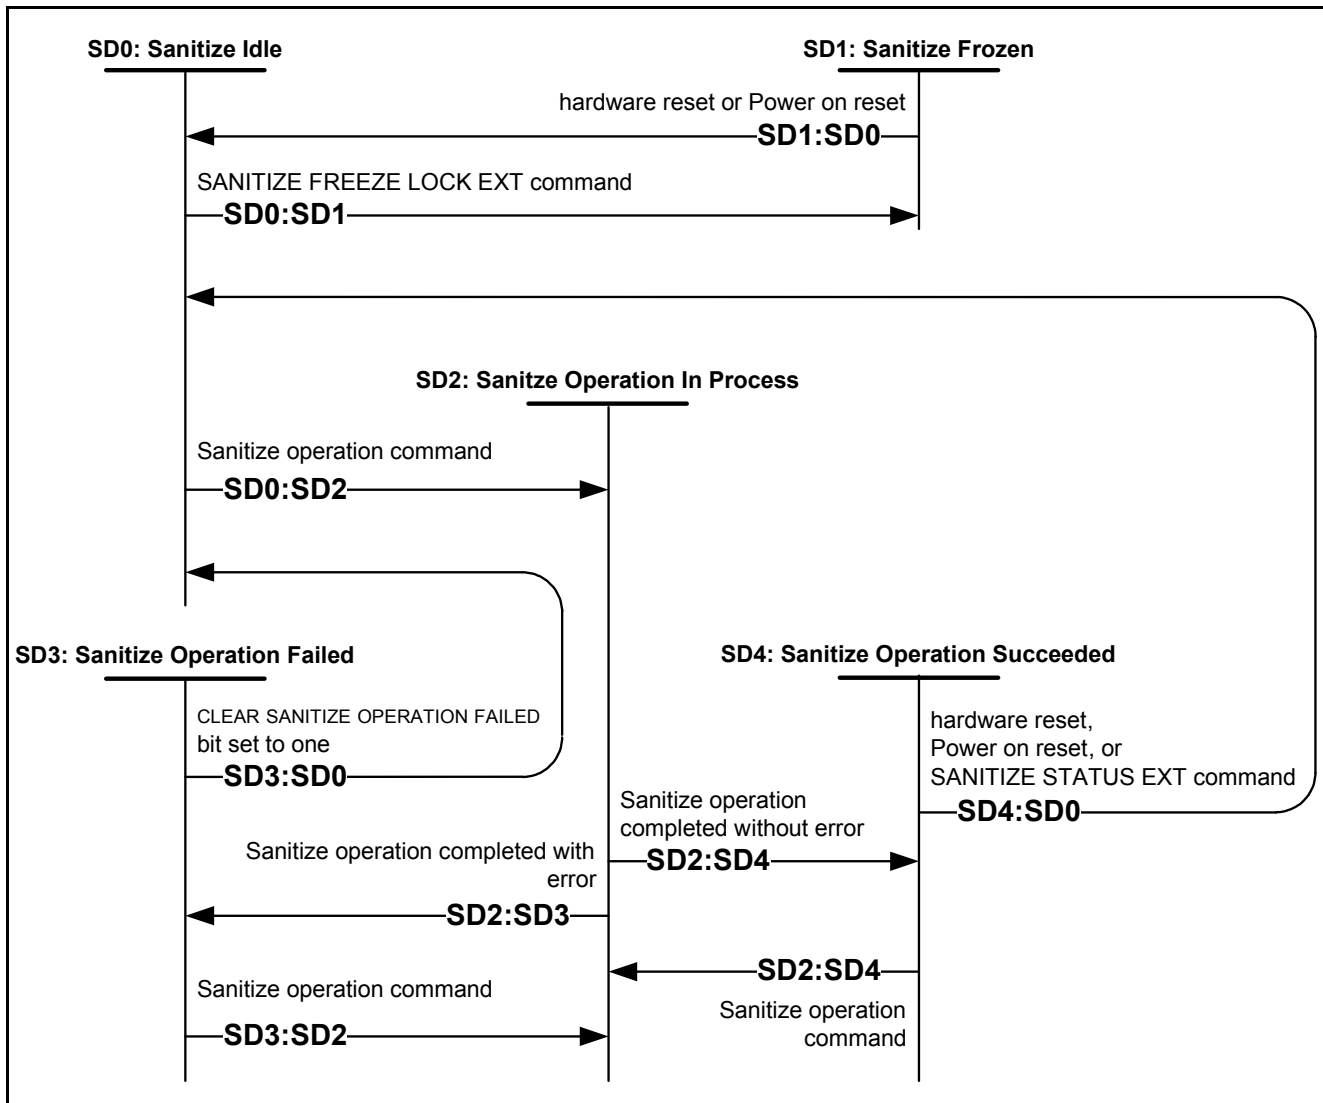 SD0: Sanitize Idle
SD1: Sanitize Frozen
hardware reset or Power on reset
SD1:SD0
SANITIZE FREEZE LOCK EXT command
SD0:SD1
SD2: Sanitze Operation In Process
Sanitize operation command
SD0:SD2
SD3: Sanitize Operation Failed
SD4: Sanitize Operation Succeeded
CLEAR SANITIZE OPERATION FAILED
bit set to one
SD3:SD0
hardware reset,
Power on reset, or
SANITIZE STATUS EXT command
SD4:SD0
Sanitize operation
completed without error
SD2:SD4
Sanitize operation completed with
error
SD2:SD3
SD2:SD4
Sanitize operation
command
Sanitize operation command
SD3:SD2